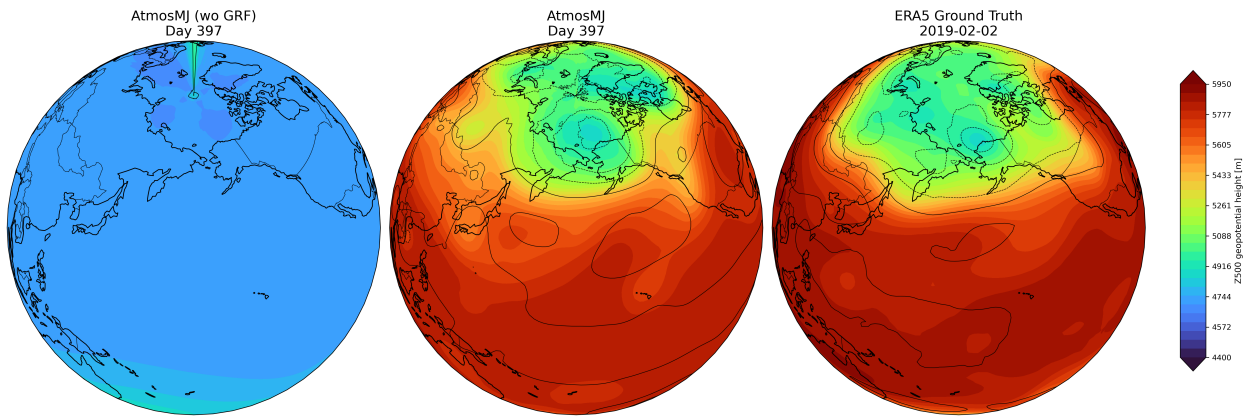 AtmosMJ (wo GRF)
Day 397
AtmosMJ
Day 397
ERA5 Ground Truth
2019-02-02
5950
5777
5605
5433
5261
5088
4916
4744
4572
4400
Z500 geopotential height [m]